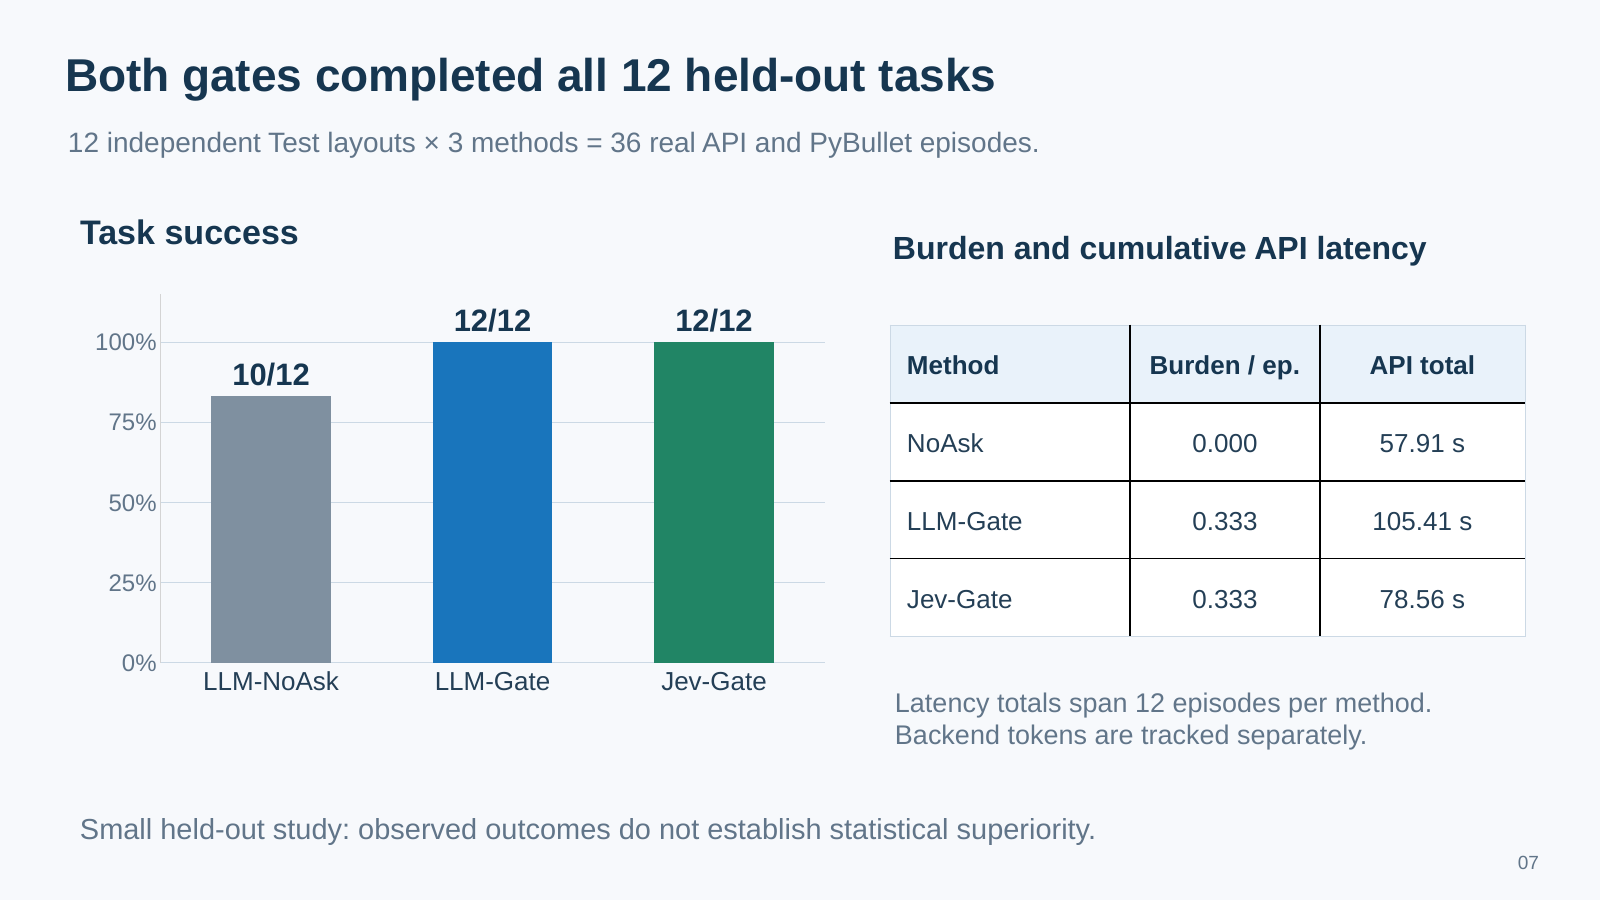 Both gates completed all 12 held-out tasks
12 independent Test layouts × 3 methods = 36 real API and PyBullet episodes.
Task success
12/12
12/12
10/12
100%
75%
50%
25%
0%
LLM-NoAsk
LLM-Gate
Jev-Gate
Burden and cumulative API latency
Method Burden / ep. API total
NoAsk 0.000 57.91 s
LLM-Gate 0.333 105.41 s
Jev-Gate 0.333 78.56 s
Latency totals span 12 episodes per method.
Backend tokens are tracked separately.
Small held-out study: observed outcomes do not establish statistical superiority.
07